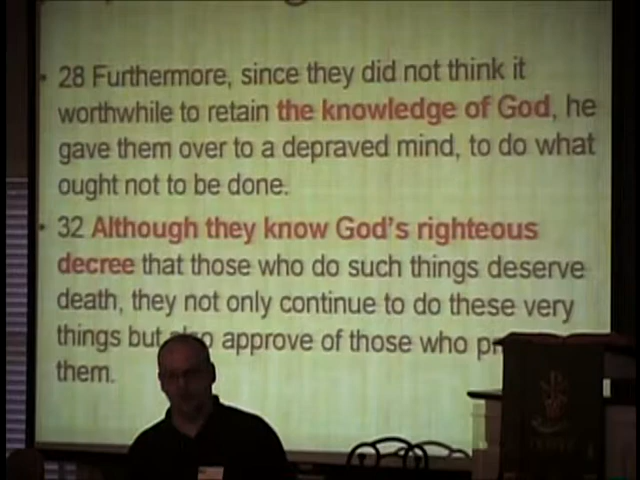 • 28 Furthermore, since they did not think it
worthwhile to retain the knowledge of God, he
gave them over to a depraved mind, to do what
ought not to be done.
• 32 Although they know God's righteous
decree that those who do such things deserve
death, they not only continue to do these very
things but also approve of those who
them.